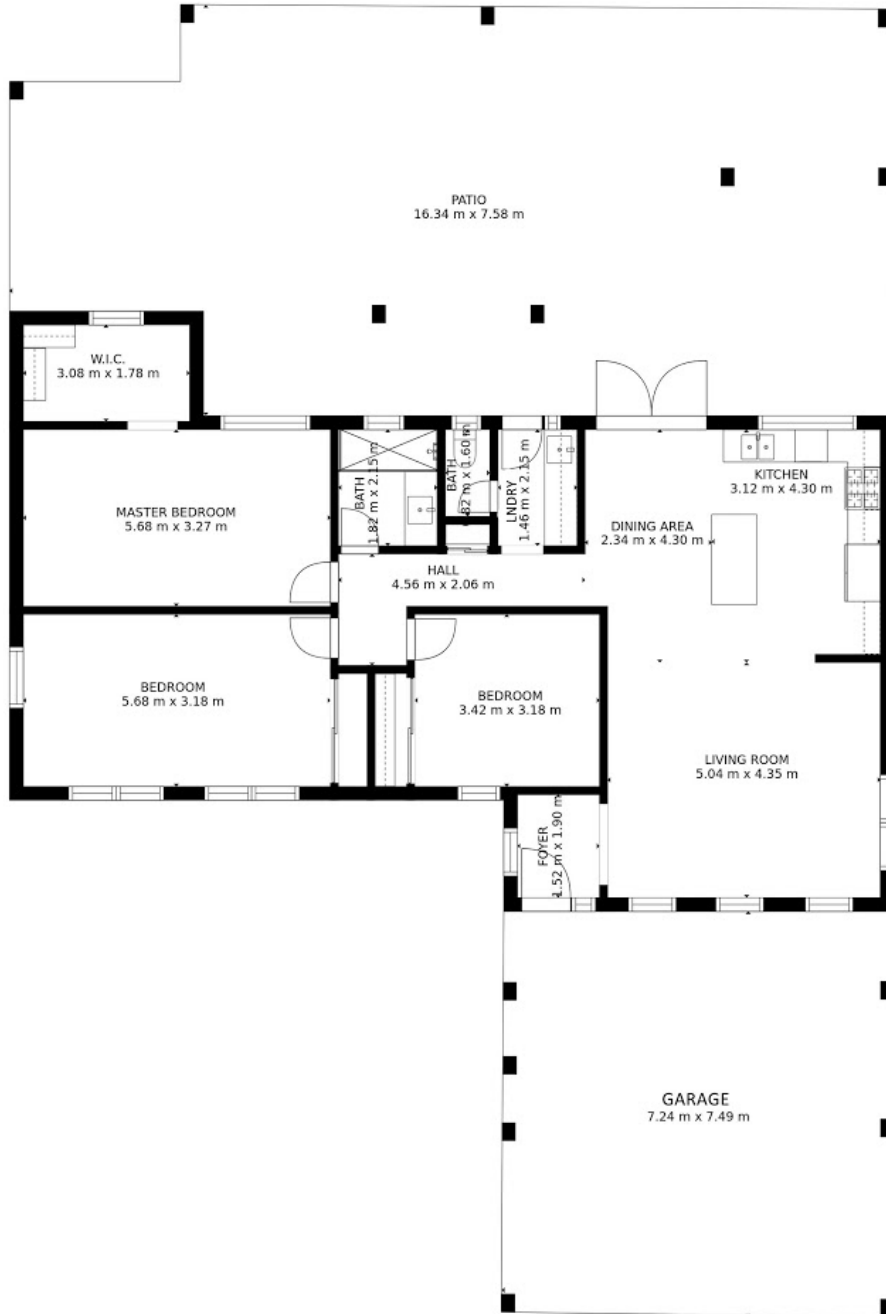 PATIO
16.34 m x 7.58 m
W.I.C.
3.08 m x 1.78 m
MASTER BEDROOM
5.68 m x 3.27 m
BATH
1.82 m x 2.15 m
BATH
.82 m x 1.60 m
LNDRY
1.46 m x 2.15 m
KITCHEN
3.12 m x 4.30 m
DINING AREA
2.34 m x 4.30 m
HALL
4.56 m x 2.06 m
BEDROOM
5.68 m x 3.18 m
BEDROOM
3.42 m x 3.18 m
LIVING ROOM
5.04 m x 4.35 m
FOYER
1.52 m x 1.90 m
GARAGE
7.24 m x 7.49 m